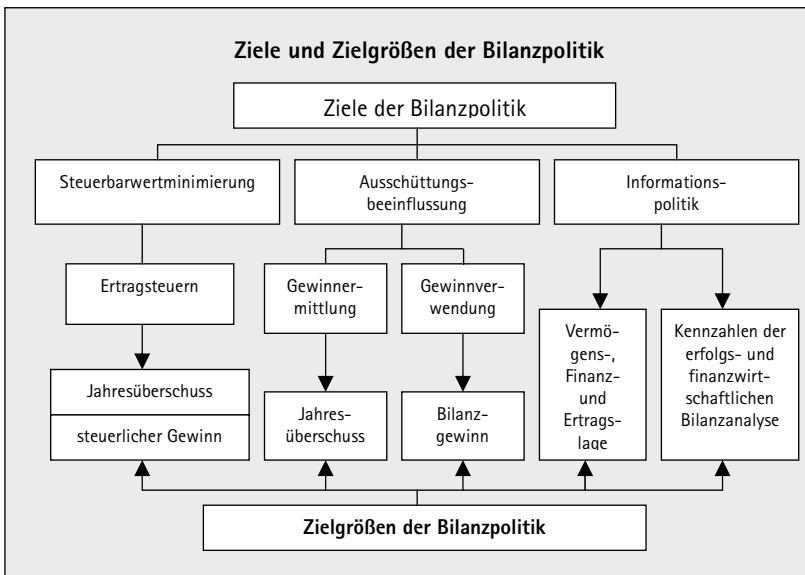 Ziele und Zielgrößen der Bilanzpolitik
Ziele der Bilanzpolitik
Steuerbarwertminimierung
Ausschüttungs-
beeinflussung
Informations-
politik
Ertragsteuern
Gewinner-
mittlung
Gewinnver-
wendung
Vermö-
gens-,
Finanz-
und
Ertrags-
lage
Kennzahlen der
erfolgs- und
finanzwirt-
schaftlichen
Bilanzanalyse
Jahresüberschuss
steuerlicher Gewinn
Jahres-
überschuss
Bilanz-
gewinn
Zielgrößen der Bilanzpolitik